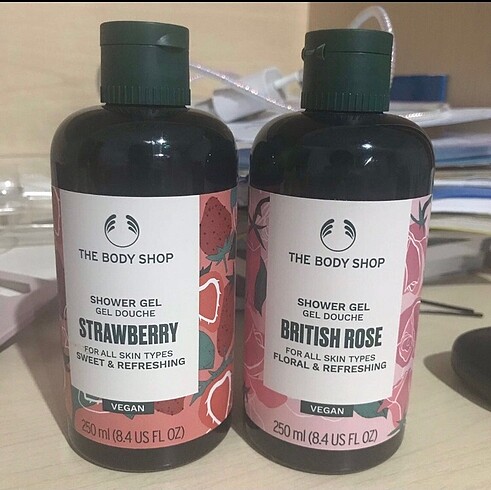 THE BODY SHOP
SHOWER GEL
GEL DOUCHE
STRAWBERRY
FOR ALL SKIN TYPES
SWEET & REFRESHING
VEGAN
250 ml (8.4 US FL OZ)
THE BODY SHOP
SHOWER GEL
GEL DOUCHE
BRITISH ROSE
FOR ALL SKIN TYPES
FLORAL & REFRESHING
VEGAN
250 ml (8.4 US FL OZ)